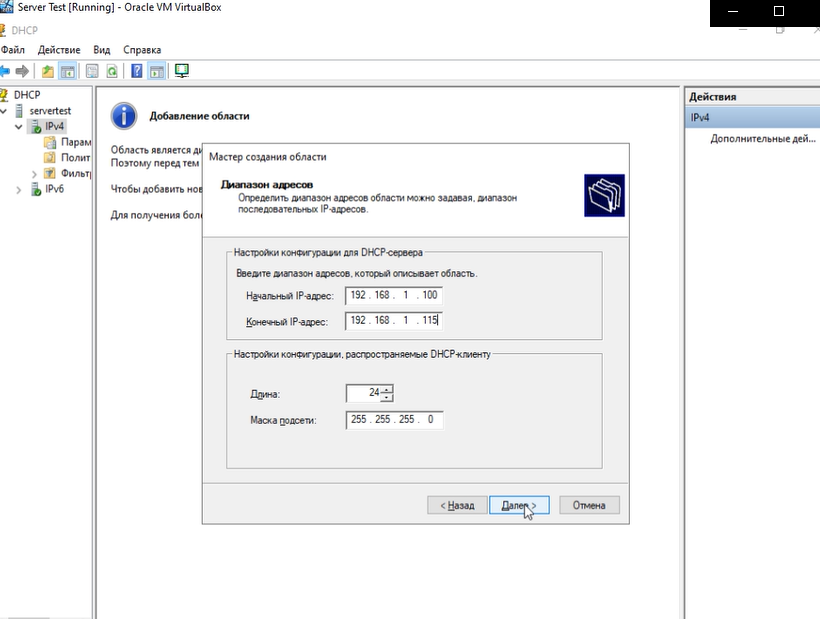 Server Test [Running] - Oracle VM VirtualBox
DHCP
Файл Действие Вид Справка
DHCP
servertest
IPv4
Парам
Полит
Фильт
IPv6
Добавление области
Область является ди
Поэтому перед тем
Чтобы добавить нов
Для получения боле
Мастер создания области
Диапазон адресов
Определить диапазон адресов области можно задавая, диапазон
последовательных IP-адресов.
Настройки конфигурации для DHCP-сервера
Введите диапазон адресов, который описывает область.
Начальный IP-адрес: 192 . 168 . 1 . 100
Конечный IP-адрес: 192 . 168 . 1 . 115
Настройки конфигурации, распространяемые DHCP-клиенту
Длина: 24
Маска подсети: 255 . 255 . 255 . 0
< Назад Далее > Отмена
Действия
IPv4
Дополнительные дей...